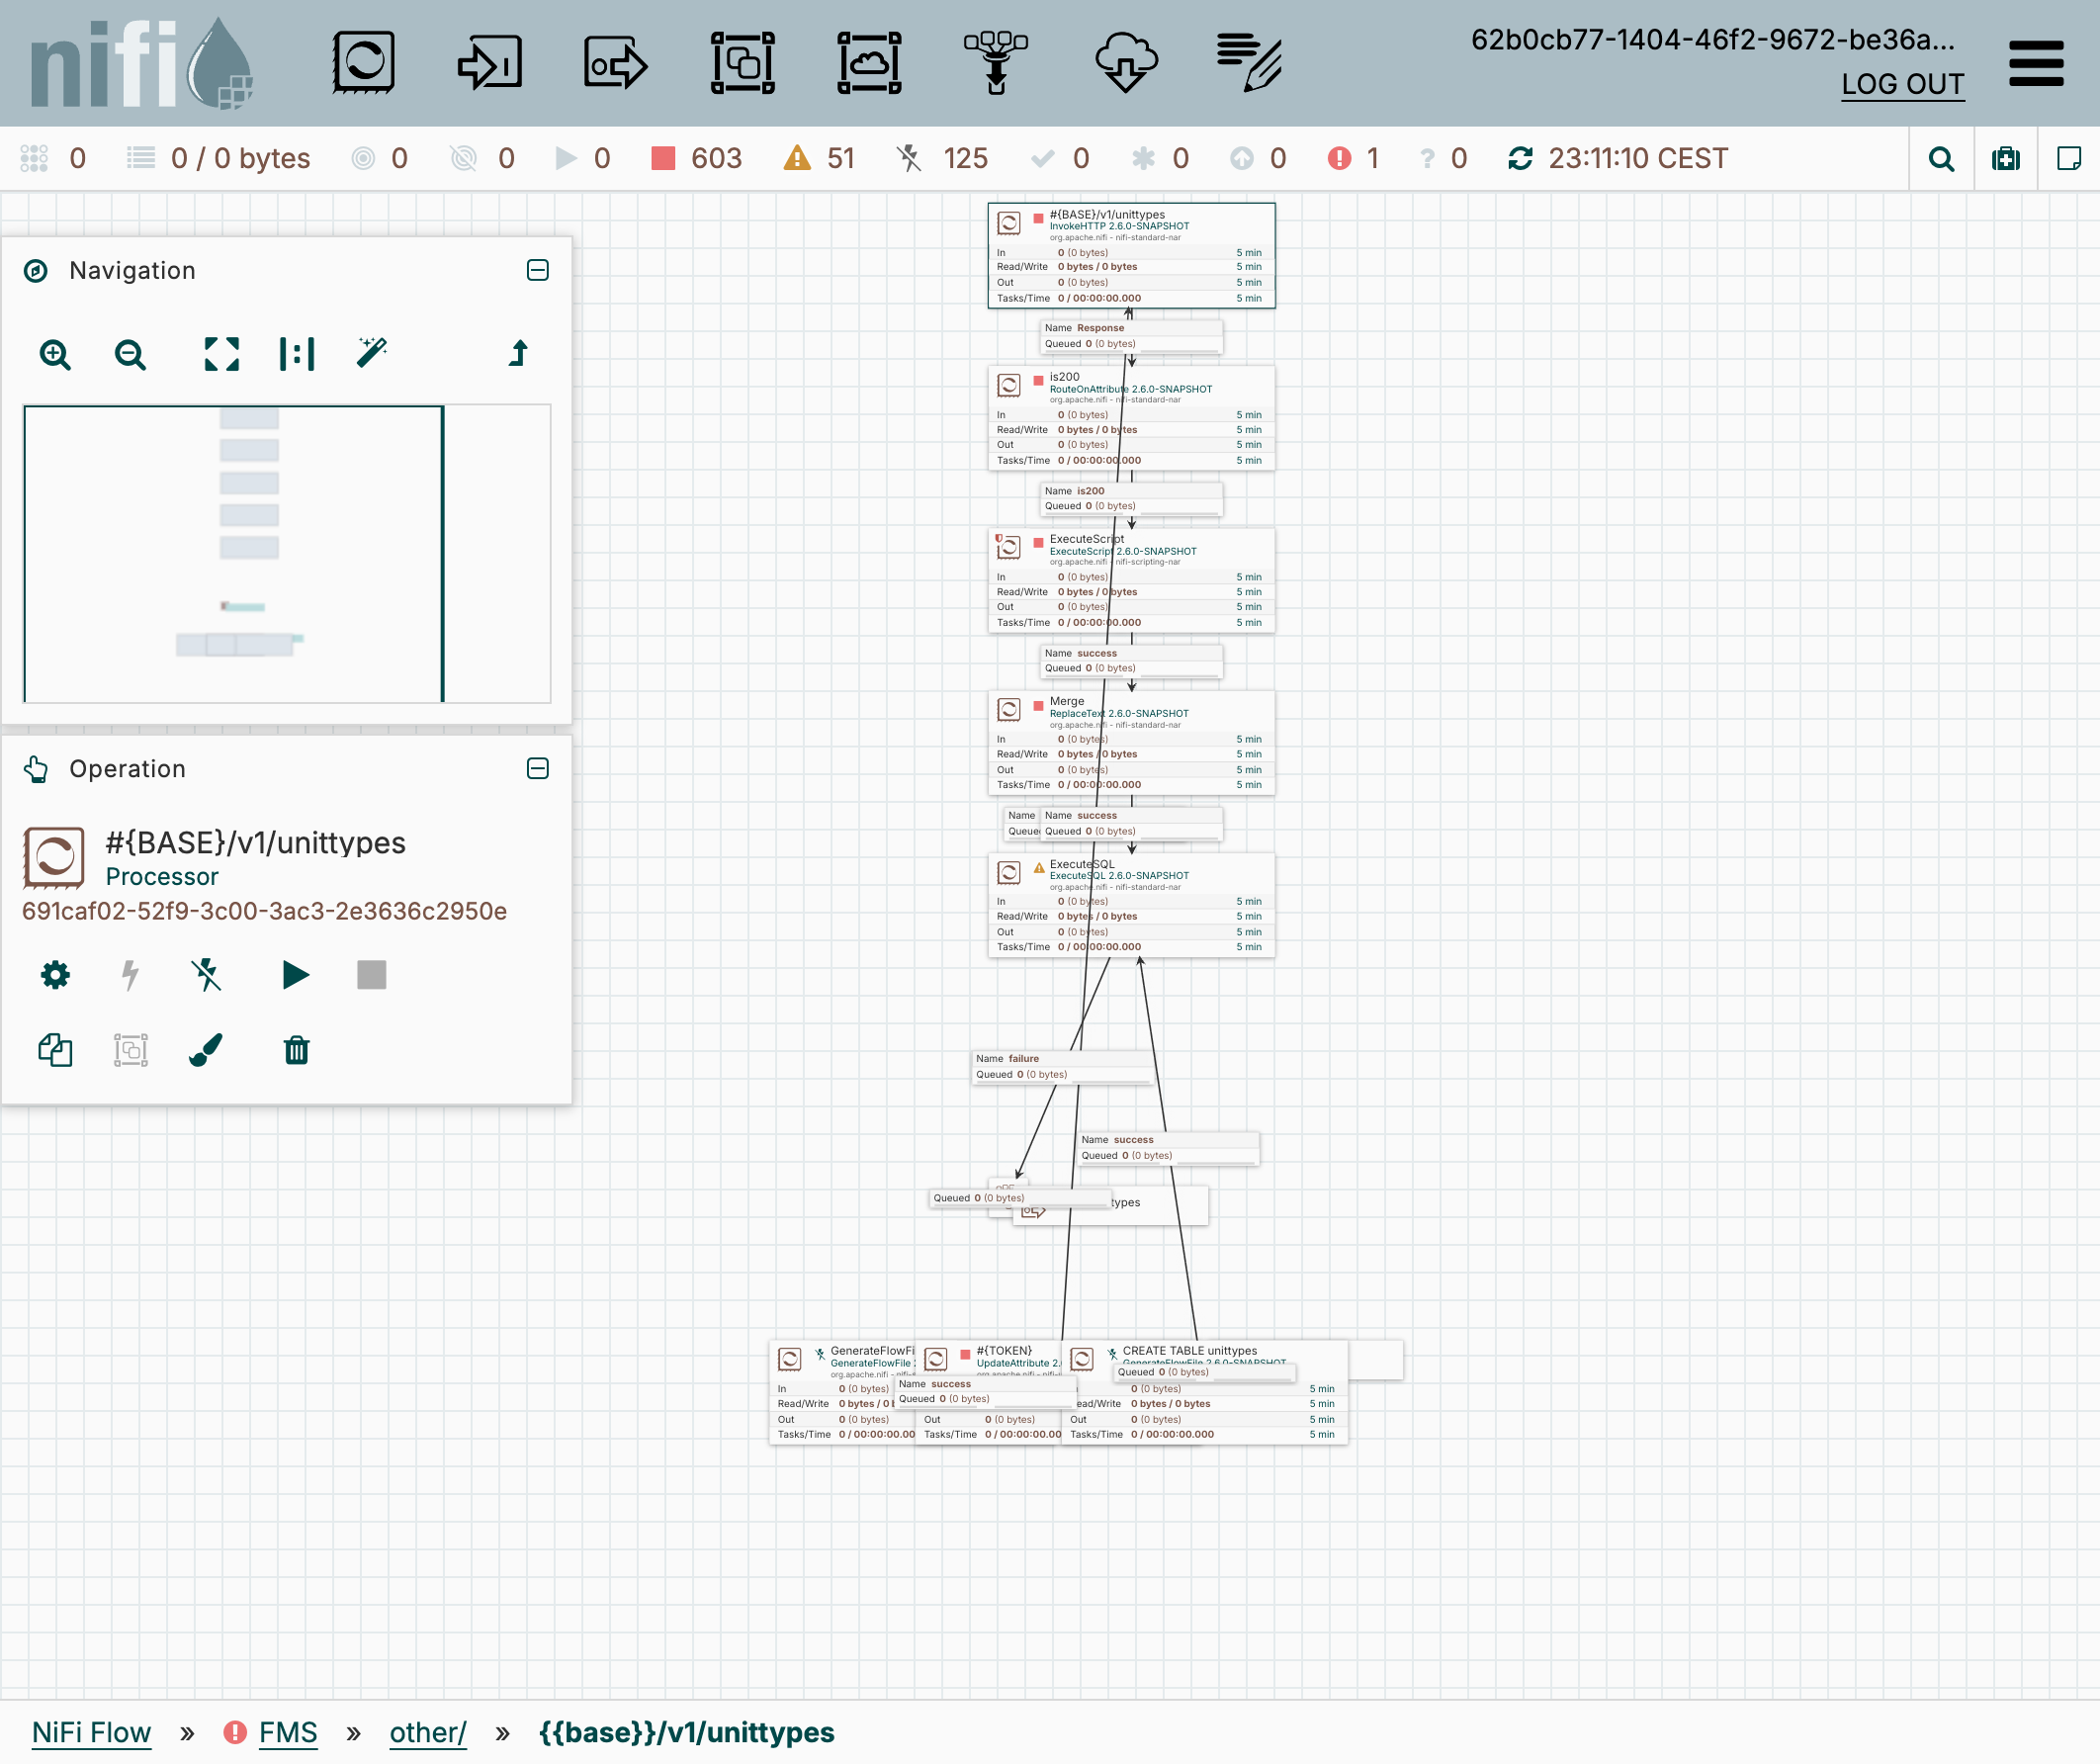 nifi
62b0cb77-1404-46f2-9672-be36a...
LOG OUT
0
0 / 0 bytes
0
0
0
603
51
125
0
0
0
1
0
23:11:10 CEST
Navigation
Operation
#{BASE}/v1/unittypes
Processor
691caf02-52f9-3c00-3ac3-2e3636c2950e
#{BASE}/v1/unittypes
InvokeHTTP 2.6.0-SNAPSHOT
org.apache.nifi - nifi-standard-nar
In 0 (0 bytes) 5 min
Read/Write 0 bytes / 0 bytes 5 min
Out 0 (0 bytes) 5 min
Tasks/Time 0 / 00:00:00.000 5 min
Name Response
Queued 0 (0 bytes)
is200
RouteOnAttribute 2.6.0-SNAPSHOT
org.apache.nifi - nifi-standard-nar
In 0 (0 bytes) 5 min
Read/Write 0 bytes / 0 bytes 5 min
Out 0 (0 bytes) 5 min
Tasks/Time 0 / 00:00:00.000 5 min
Name is200
Queued 0 (0 bytes)
ExecuteScript
ExecuteScript 2.6.0-SNAPSHOT
org.apache.nifi - nifi-scripting-nar
In 0 (0 bytes) 5 min
Read/Write 0 bytes / 0 bytes 5 min
Out 0 (0 bytes) 5 min
Tasks/Time 0 / 00:00:00.000 5 min
Name success
Queued 0 (0 bytes)
Merge
ReplaceText 2.6.0-SNAPSHOT
org.apache.nifi - nifi-standard-nar
In 0 (0 bytes) 5 min
Read/Write 0 bytes / 0 bytes 5 min
Out 0 (0 bytes) 5 min
Tasks/Time 0 / 00:00:00.000 5 min
Name Name success
Queued 0 (0 bytes)
ExecuteSQL
ExecuteSQL 2.6.0-SNAPSHOT
org.apache.nifi - nifi-standard-nar
In 0 (0 bytes) 5 min
Read/Write 0 bytes / 0 bytes 5 min
Out 0 (0 bytes) 5 min
Tasks/Time 0 / 00:00:00.000 5 min
Name failure
Queued 0 (0 bytes)
Name success
Queued 0 (0 bytes)
Queued 0 (0 bytes)
types
GenerateFlowFi #{TOKEN} CREATE TABLE unittypes
GenerateFlowFile UpdateAttribute 2. GenerateFlowFile 2.6.0-SNAPSHOT
Queued 0 (0 bytes)
Name success
In 0 (0 bytes) 0 (0 bytes) 5 min
Queued 0 (0 bytes)
Read/Write 0 bytes / 0 0 bytes / 0 bytes 5 min
Out 0 (0 bytes) Out 0 (0 bytes) Out 0 (0 bytes) 5 min
Tasks/Time 0 / 00:00:00.00 Tasks/Time 0 / 00:00:00.00 Tasks/Time 0 / 00:00:00.000 5 min
NiFi Flow » FMS » other/ » {{base}}/v1/unittypes